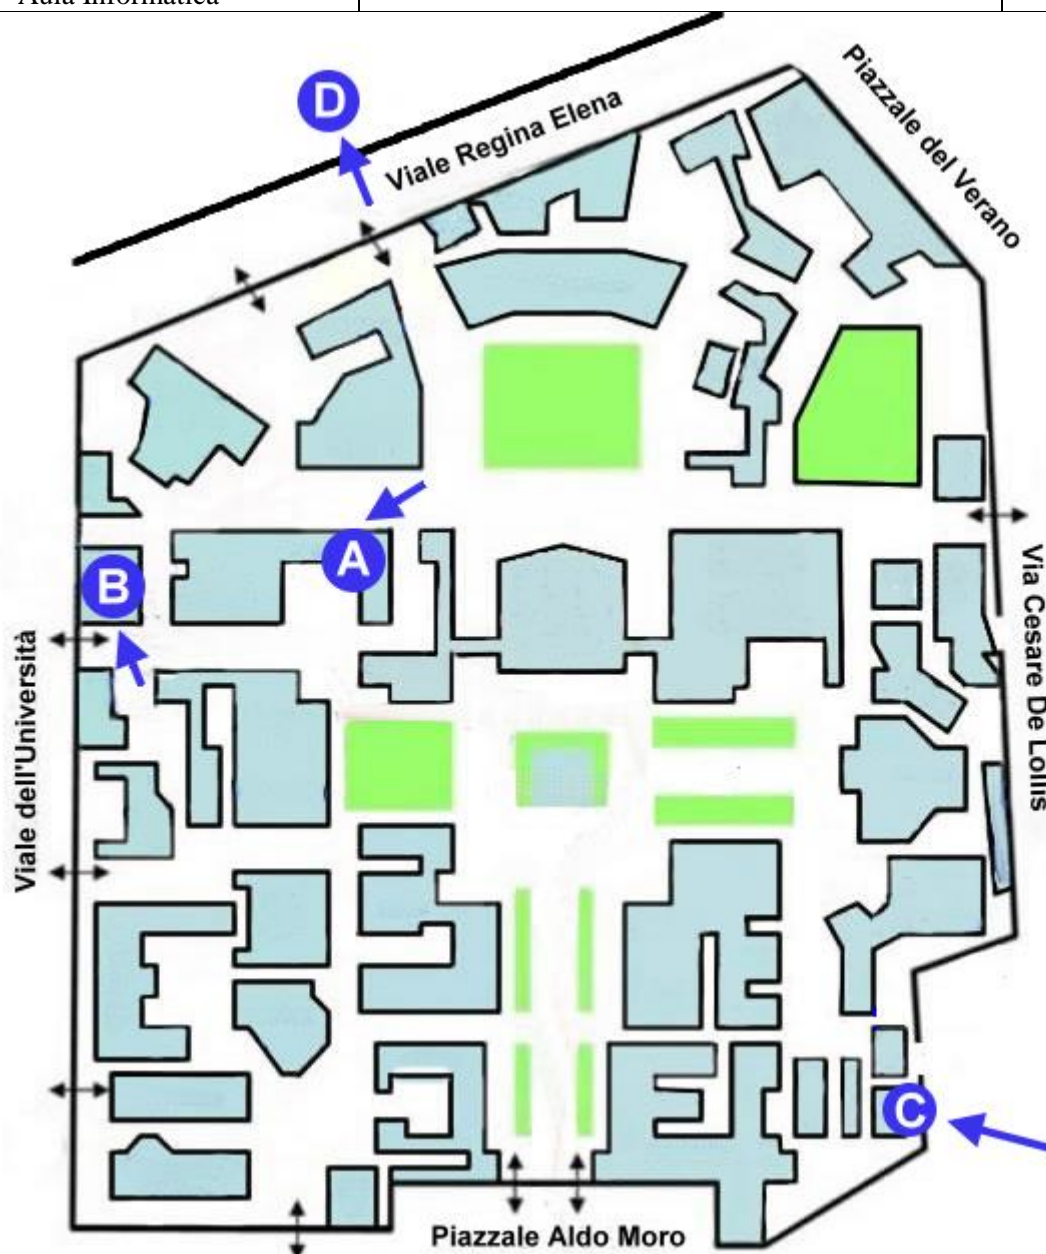 Aula Informatica
D
Viale Regina Elena
Piazzale del Verano
A
B
Via Cesare De Lollis
Viale dell'Università
C
Piazzale Aldo Moro